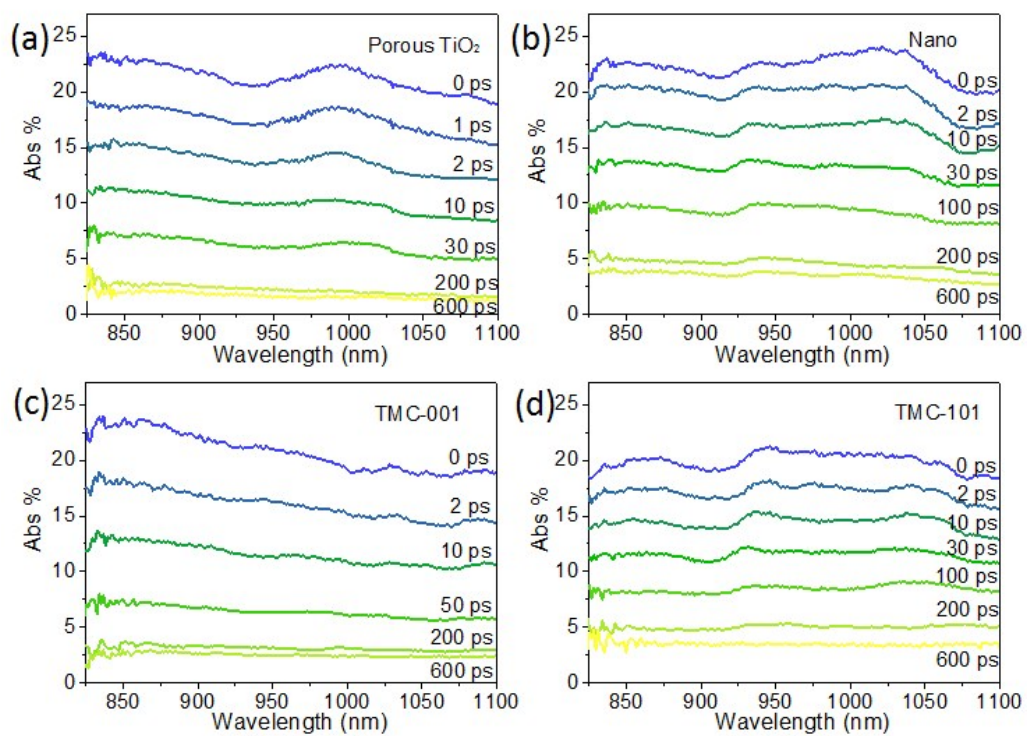 (a)
Porous TiO₂
25
20
15
10
5
0
Abs %
0 ps
1 ps
2 ps
10 ps
30 ps
200 ps
600 ps
850 900 950 1000 1050 1100
Wavelength (nm)
(b)
Nano
25
20
15
10
5
0
Abs %
0 ps
2 ps
10 ps
30 ps
100 ps
200 ps
600 ps
850 900 950 1000 1050 1100
Wavelength (nm)
(c)
TMC-001
25
20
15
10
5
0
Abs %
0 ps
2 ps
10 ps
50 ps
200 ps
600 ps
850 900 950 1000 1050 1100
Wavelength (nm)
(d)
TMC-101
25
20
15
10
5
0
Abs %
0 ps
2 ps
10 ps
30 ps
100 ps
200 ps
600 ps
850 900 950 1000 1050 1100
Wavelength (nm)